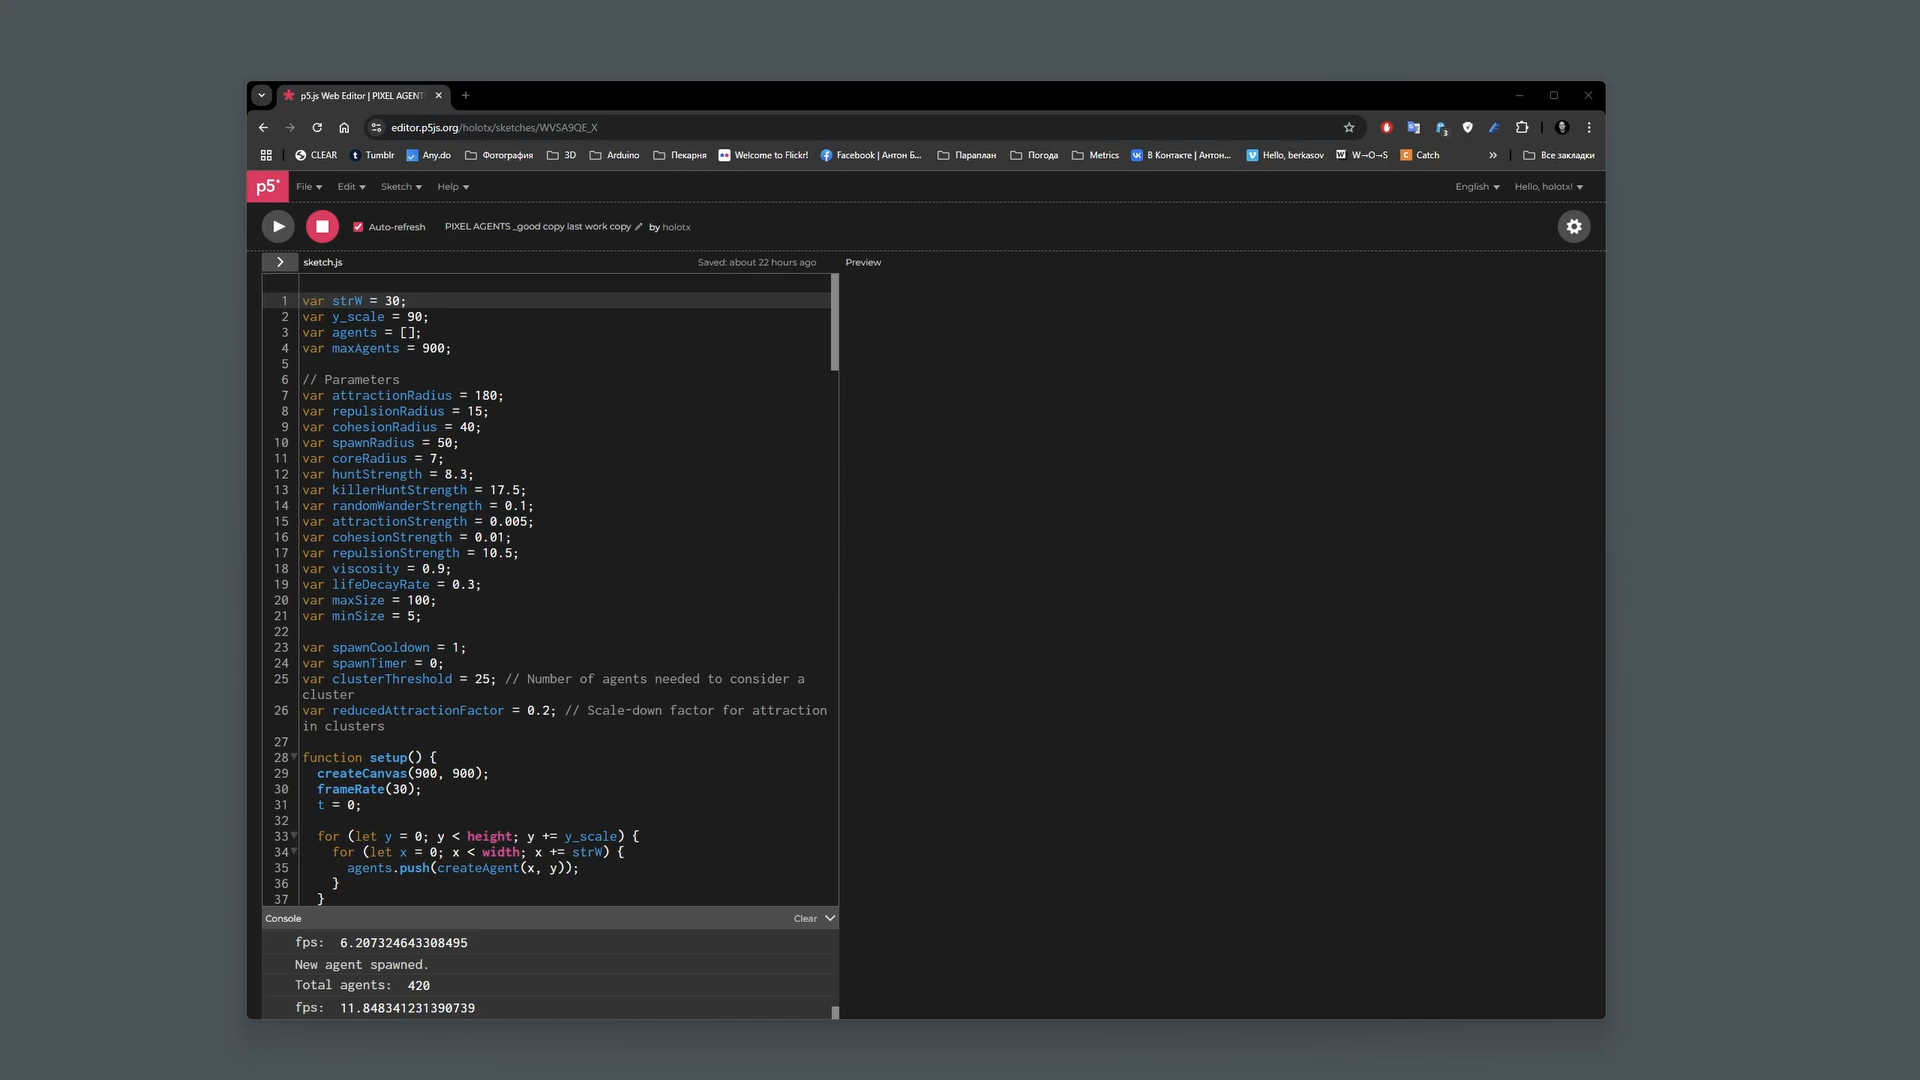 p5.js Web Editor | PIXEL AGENT
editor.p5js.org/holotx/sketches/WVSA9QE_X
3
CLEAR
Tumblr
Any.do
Фотография
3D
Arduino
Пекарня
Welcome to Flickr!
Facebook | Антон Б...
Параплан
Погода
Metrics
В Контакте | Антон...
Hello, berkasov
W→O→S
Catch
Все закладки
p5*
File
Edit
Sketch
Help
English
Hello, holotx!
Auto-refresh
PIXEL AGENTS _good copy last work copy
by holotx
sketch.js
Saved: about 22 hours ago
Preview
1 var strW = 30;
2 var y_scale = 90;
3 var agents = [];
4 var maxAgents = 900;
5
6 // Parameters
7 var attractionRadius = 180;
8 var repulsionRadius = 15;
9 var cohesionRadius = 40;
10 var spawnRadius = 50;
11 var coreRadius = 7;
12 var huntStrength = 8.3;
13 var killerHuntStrength = 17.5;
14 var randomWanderStrength = 0.1;
15 var attractionStrength = 0.005;
16 var cohesionStrength = 0.01;
17 var repulsionStrength = 10.5;
18 var viscosity = 0.9;
19 var lifeDecayRate = 0.3;
20 var maxSize = 100;
21 var minSize = 5;
22
23 var spawnCooldown = 1;
24 var spawnTimer = 0;
25 var clusterThreshold = 25; // Number of agents needed to consider a
cluster
26 var reducedAttractionFactor = 0.2; // Scale-down factor for attraction
in clusters
27
28 function setup() {
29 createCanvas(900, 900);
30 frameRate(30);
31 t = 0;
32
33 for (let y = 0; y < height; y += y_scale) {
34 for (let x = 0; x < width; x += strW) {
35 agents.push(createAgent(x, y));
36 }
37 }
Console
Clear
fps: 6.207324643308495
New agent spawned.
Total agents: 420
fps: 11.848341231390739